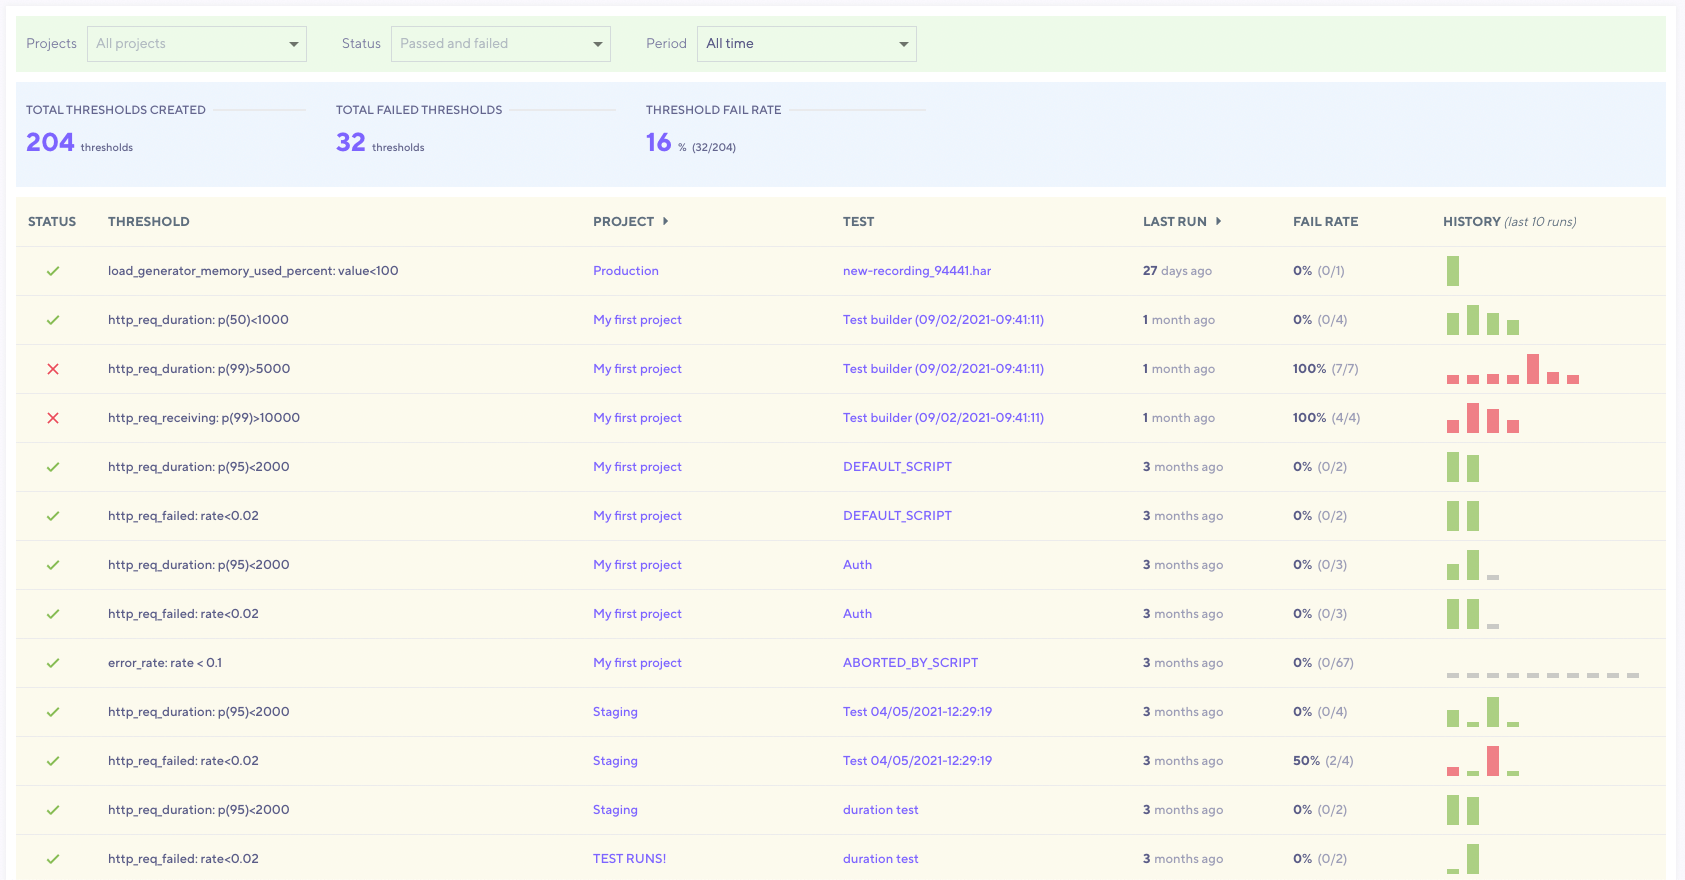 Projects All projects Status Passed and failed Period All time
TOTAL THRESHOLDS CREATED TOTAL FAILED THRESHOLDS THRESHOLD FAIL RATE
204 thresholds 32 thresholds 16 % (32/204)
STATUS THRESHOLD PROJECT TEST LAST RUN FAIL RATE HISTORY (last 10 runs)
load_generator_memory_used_percent: value<100 Production new-recording_94441.har 27 days ago 0% (0/1)
http_req_duration: p(50)<1000 My first project Test builder (09/02/2021-09:41:11) 1 month ago 0% (0/4)
http_req_duration: p(99)>5000 My first project Test builder (09/02/2021-09:41:11) 1 month ago 100% (7/7)
http_req_receiving: p(99)>10000 My first project Test builder (09/02/2021-09:41:11) 1 month ago 100% (4/4)
http_req_duration: p(95)<2000 My first project DEFAULT_SCRIPT 3 months ago 0% (0/2)
http_req_failed: rate<0.02 My first project DEFAULT_SCRIPT 3 months ago 0% (0/2)
http_req_duration: p(95)<2000 My first project Auth 3 months ago 0% (0/3)
http_req_failed: rate<0.02 My first project Auth 3 months ago 0% (0/3)
error_rate: rate < 0.1 My first project ABORTED_BY_SCRIPT 3 months ago 0% (0/67)
http_req_duration: p(95)<2000 Staging Test 04/05/2021-12:29:19 3 months ago 0% (0/4)
http_req_failed: rate<0.02 Staging Test 04/05/2021-12:29:19 3 months ago 50% (2/4)
http_req_duration: p(95)<2000 Staging duration test 3 months ago 0% (0/2)
http_req_failed: rate<0.02 TEST RUNS! duration test 3 months ago 0% (0/2)